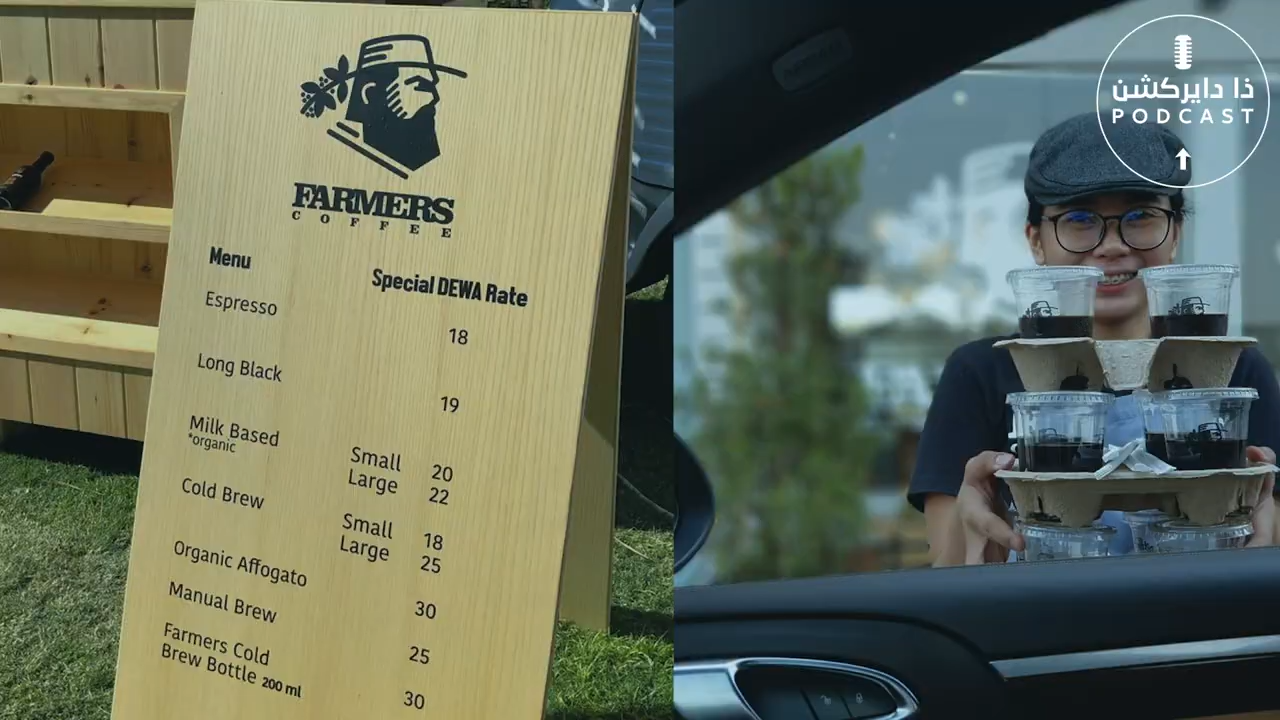 FARMERS
COFFEE
Menu
Special DEWA Rate
Espresso
18
Long Black
19
Milk Based
*organic
Small 20
Large 22
Cold Brew
Small 18
Large 25
Organic Affogato
30
Manual Brew
25
Farmers Cold
Brew Bottle 200 ml
30
ذا دايركشن
PODCAST